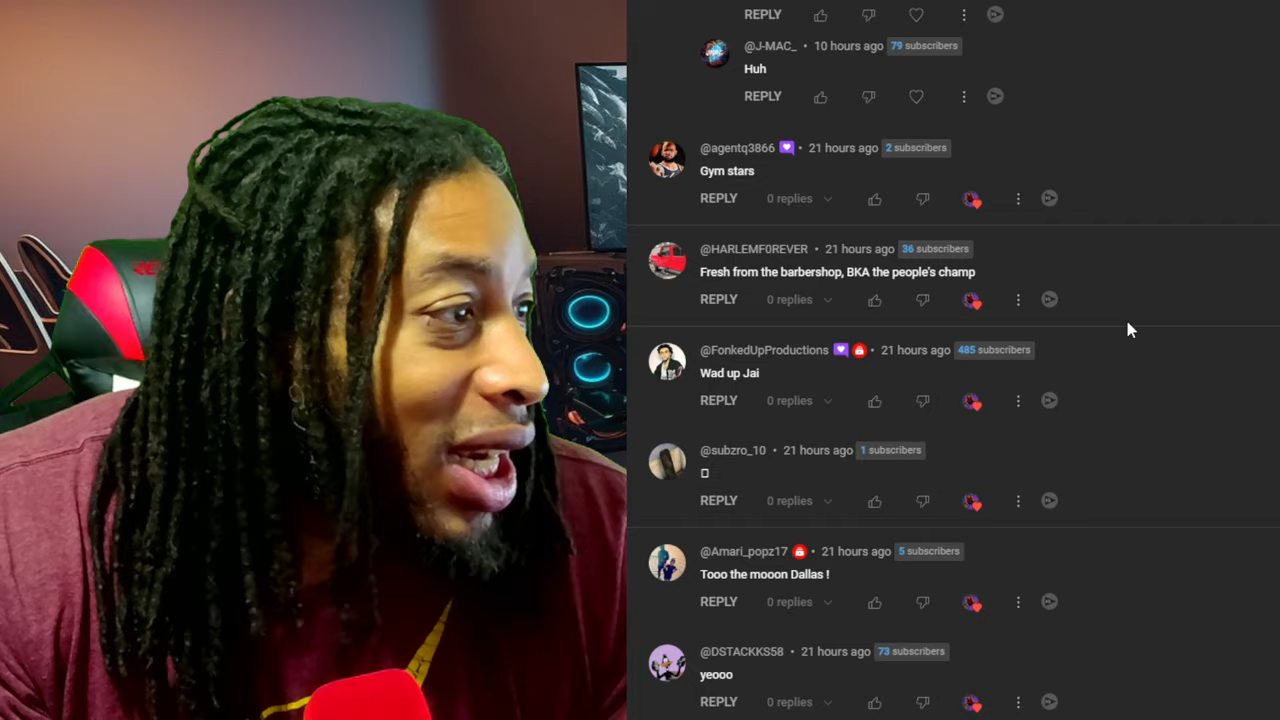 REPLY
@J-MAC_ • 10 hours ago 79 subscribers
Huh
REPLY
@agentq3866 • 21 hours ago 2 subscribers
Gym stars
REPLY 0 replies
@HARLEMF0REVER • 21 hours ago 36 subscribers
Fresh from the barbershop, BKA the people's champ
REPLY 0 replies
@FonkedUpProductions • 21 hours ago 485 subscribers
Wad up Jai
REPLY 0 replies
@subzro_10 • 21 hours ago 1 subscribers
REPLY 0 replies
@Amari_popz17 • 21 hours ago 5 subscribers
Tooo the mooon Dallas !
REPLY 0 replies
@DSTACKKS58 • 21 hours ago 73 subscribers
yeooo
REPLY 0 replies